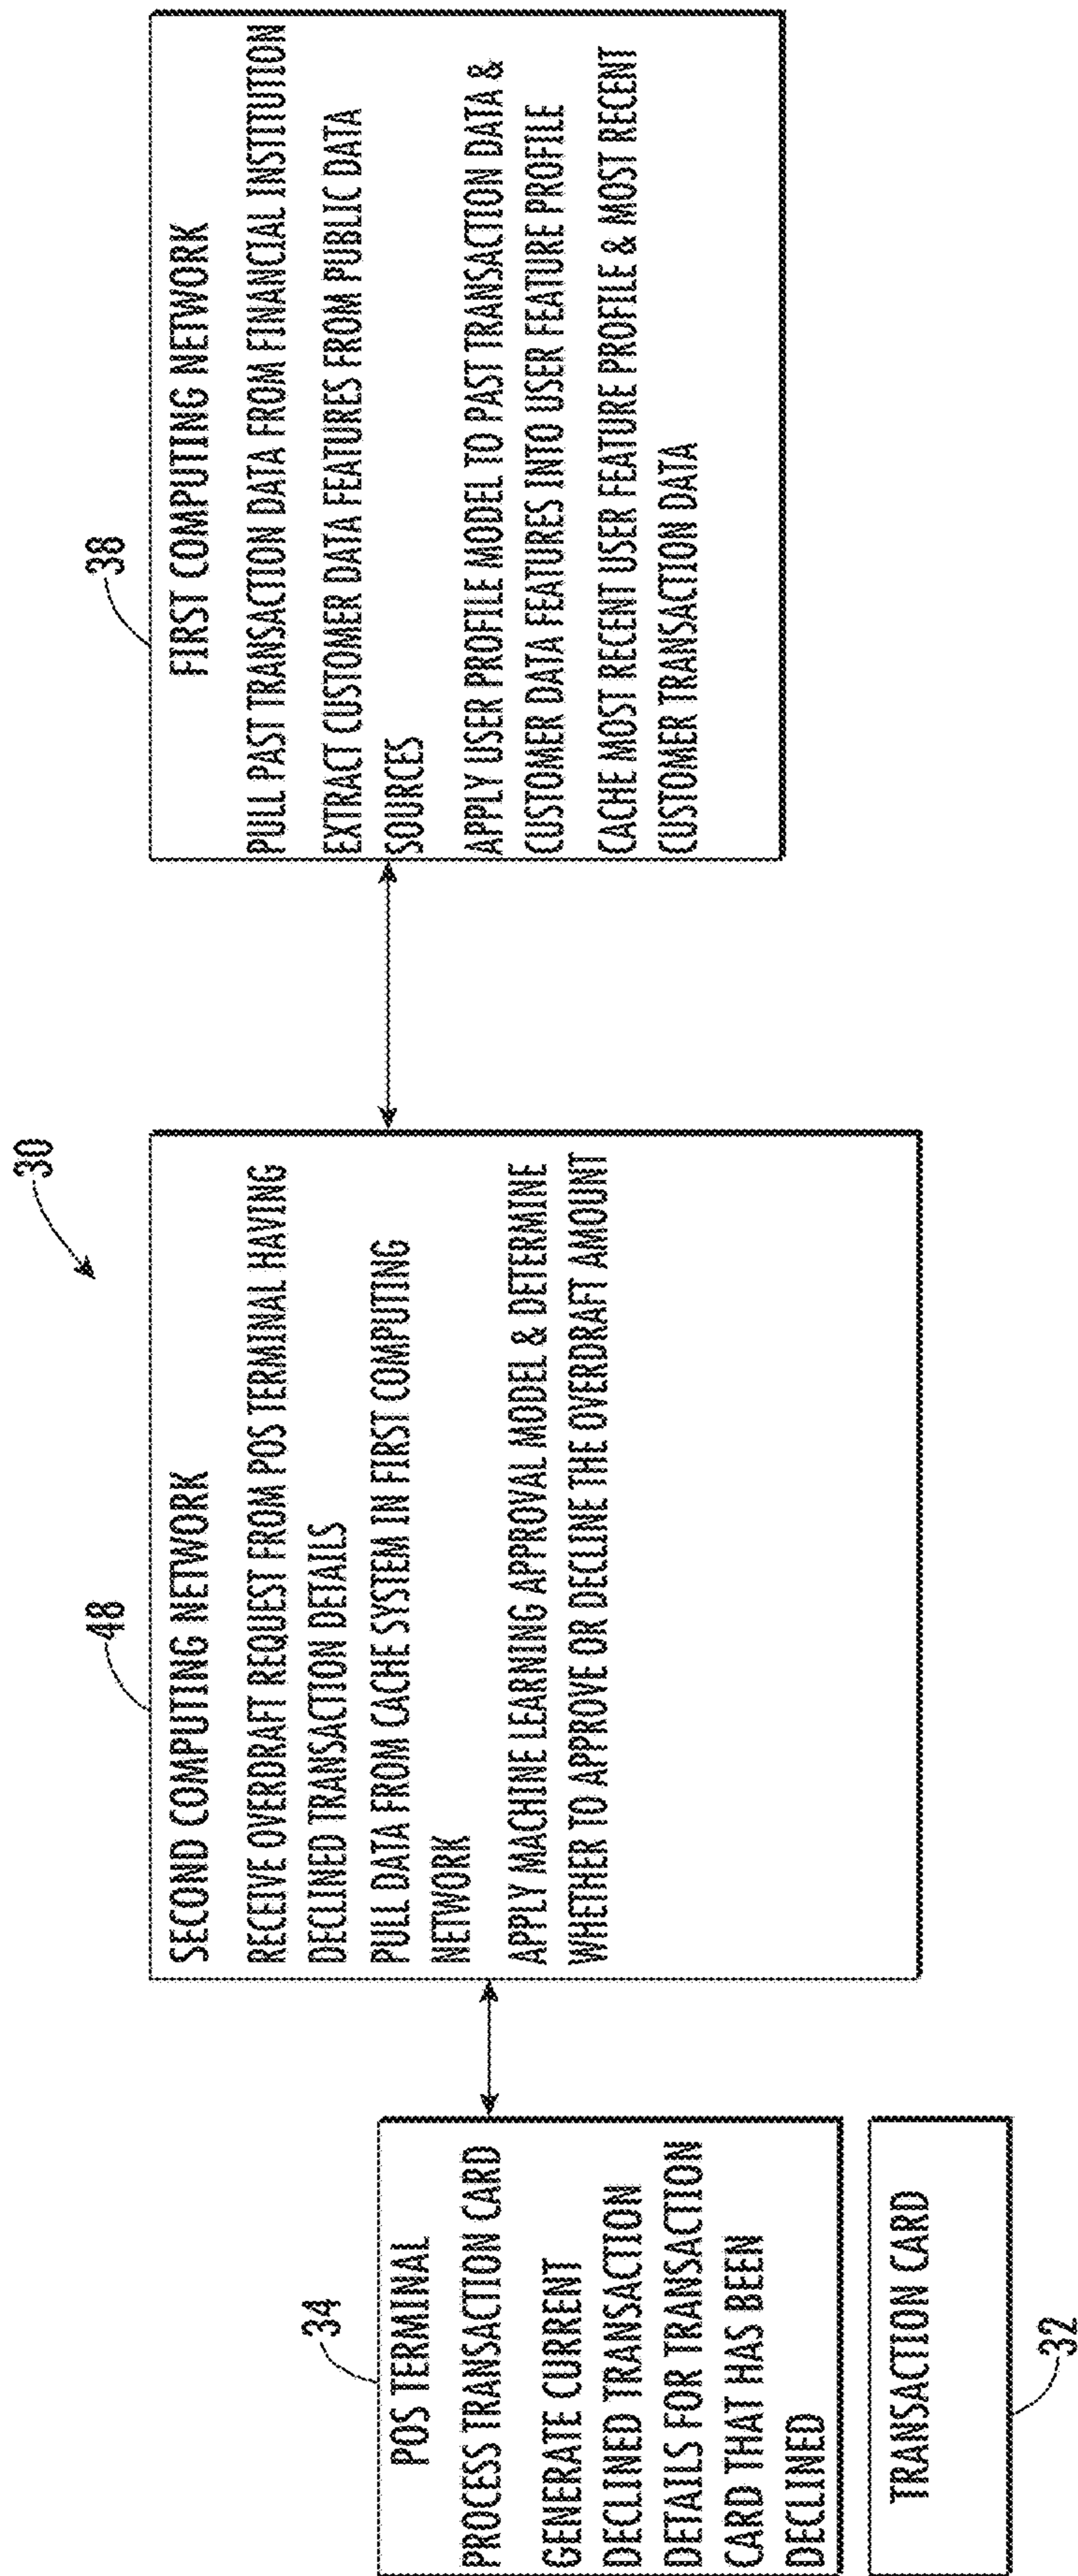 30
34
POS TERMINAL
PROCESS TRANSACTION CARD
GENERATE CURRENT
DECLINED TRANSACTION
DETAILS FOR TRANSACTION
CARD THAT HAS BEEN
DECLINED
TRANSACTION CARD
32
48
SECOND COMPUTING NETWORK
RECEIVE OVERDRAFT REQUEST FROM POS TERMINAL HAVING
DECLINED TRANSACTION DETAILS
PULL DATA FROM CACHE SYSTEM IN FIRST COMPUTING
NETWORK
APPLY MACHINE LEARNING APPROVAL MODEL & DETERMINE
WHETHER TO APPROVE OR DECLINE THE OVERDRAFT AMOUNT
38
FIRST COMPUTING NETWORK
PULL PAST TRANSACTION DATA FROM FINANCIAL INSTITUTION
EXTRACT CUSTOMER DATA FEATURES FROM PUBLIC DATA
SOURCES
APPLY USER PROFILE MODEL TO PAST TRANSACTION DATA &
CUSTOMER DATA FEATURES INTO USER FEATURE PROFILE
CACHE MOST RECENT USER FEATURE PROFILE & MOST RECENT
CUSTOMER TRANSACTION DATA